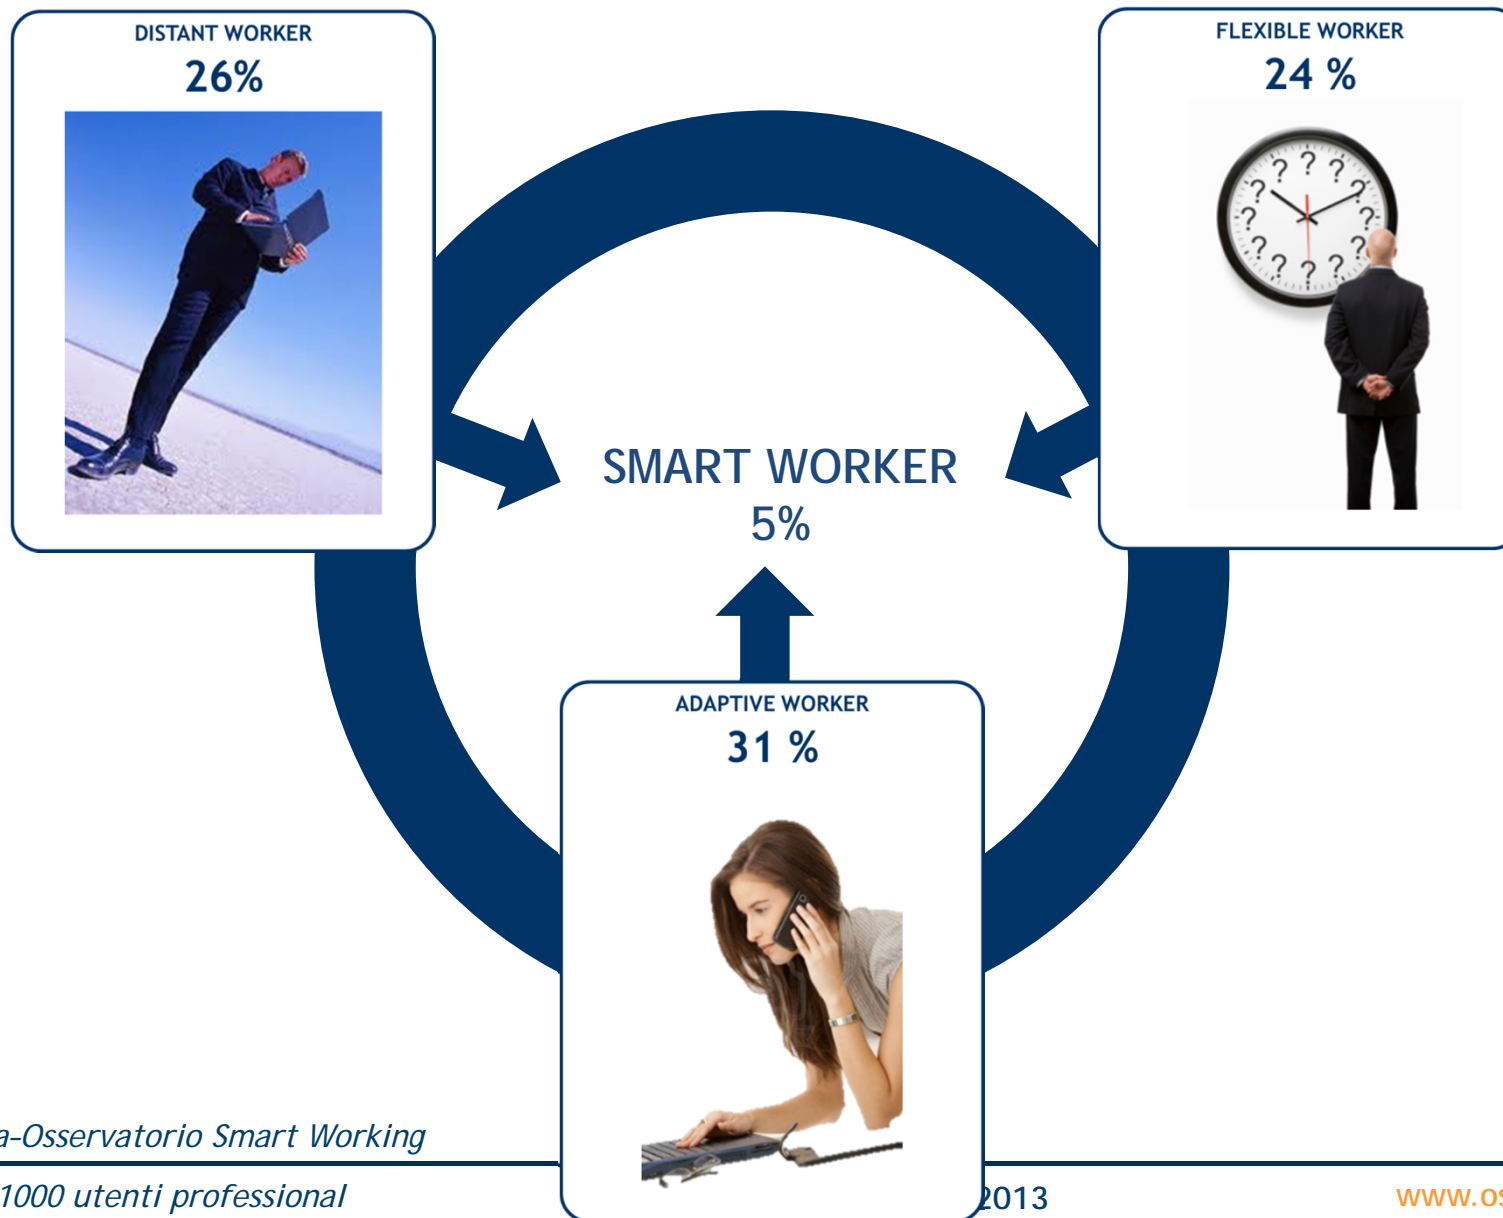 DISTANT WORKER
26%
FLEXIBLE WORKER
24 %
SMART WORKER
5%
ADAPTIVE WORKER
31 %
a-Osservatorio Smart Working
1000 utenti professional
2013
www.os